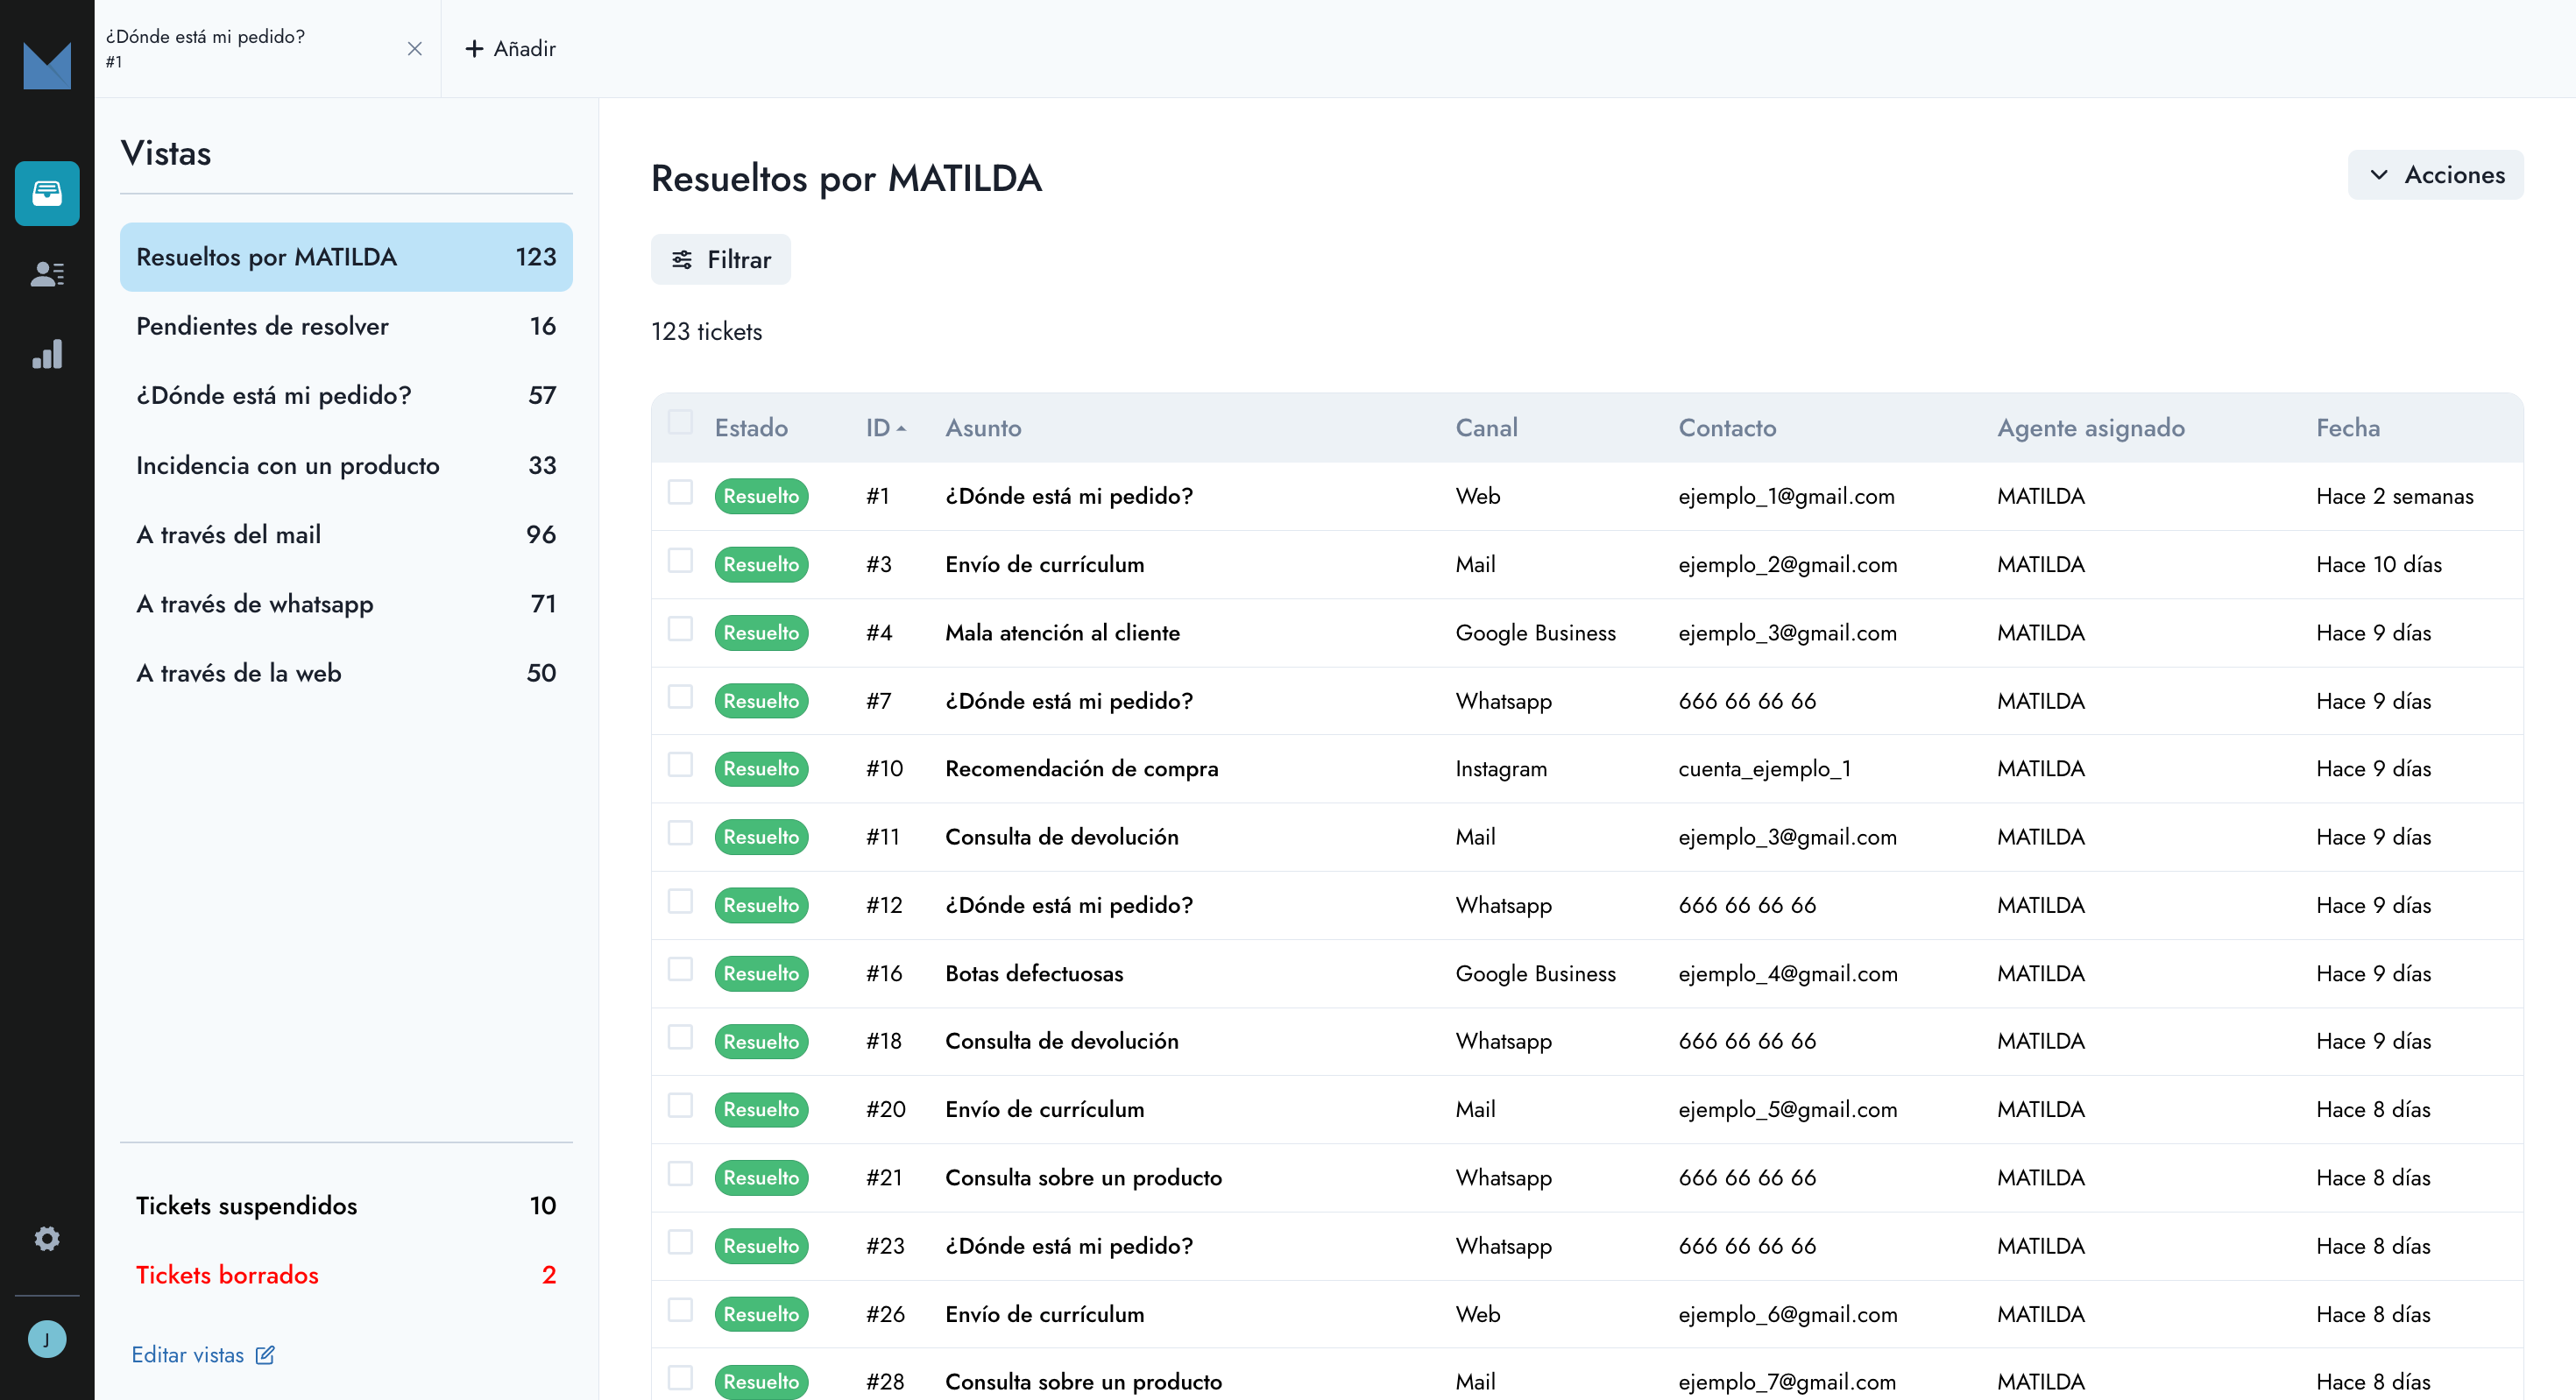 ¿Dónde está mi pedido?
#1
Añadir
Vistas
Resueltos por MATILDA 123
Pendientes de resolver 16
¿Dónde está mi pedido? 57
Incidencia con un producto 33
A través del mail 96
A través de whatsapp 71
A través de la web 50
Tickets suspendidos 10
Tickets borrados 2
Editar vistas
J
Resueltos por MATILDA
Acciones
Filtrar
123 tickets
Estado ID Asunto Canal Contacto Agente asignado Fecha
Resuelto #1 ¿Dónde está mi pedido? Web ejemplo_1@gmail.com MATILDA Hace 2 semanas
Resuelto #3 Envío de currículum Mail ejemplo_2@gmail.com MATILDA Hace 10 días
Resuelto #4 Mala atención al cliente Google Business ejemplo_3@gmail.com MATILDA Hace 9 días
Resuelto #7 ¿Dónde está mi pedido? Whatsapp 666 66 66 66 MATILDA Hace 9 días
Resuelto #10 Recomendación de compra Instagram cuenta_ejemplo_1 MATILDA Hace 9 días
Resuelto #11 Consulta de devolución Mail ejemplo_3@gmail.com MATILDA Hace 9 días
Resuelto #12 ¿Dónde está mi pedido? Whatsapp 666 66 66 66 MATILDA Hace 9 días
Resuelto #16 Botas defectuosas Google Business ejemplo_4@gmail.com MATILDA Hace 9 días
Resuelto #18 Consulta de devolución Whatsapp 666 66 66 66 MATILDA Hace 9 días
Resuelto #20 Envío de currículum Mail ejemplo_5@gmail.com MATILDA Hace 8 días
Resuelto #21 Consulta sobre un producto Whatsapp 666 66 66 66 MATILDA Hace 8 días
Resuelto #23 ¿Dónde está mi pedido? Whatsapp 666 66 66 66 MATILDA Hace 8 días
Resuelto #26 Envío de currículum Web ejemplo_6@gmail.com MATILDA Hace 8 días
Resuelto #28 Consulta sobre un producto Mail ejemplo_7@gmail.com MATILDA Hace 8 días